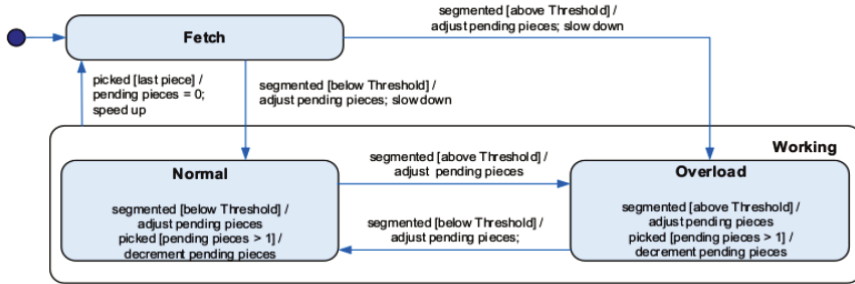 segmented [above Threshold] /
adjust pending pieces; slow down
Fetch
picked [last piece] /
pending pieces = 0;
speed up
segmented [below Threshold] /
adjust pending pieces; slow down
Working
Normal
segmented [below Threshold] /
adjust pending pieces
picked [pending pieces > 1] /
decrement pending pieces
segmented [above Threshold] /
adjust pending pieces
segmented [below Threshold] /
adjust pending pieces;
Overload
segmented [above Threshold] /
adjust pending pieces
picked [pending pieces > 1] /
decrement pending pieces